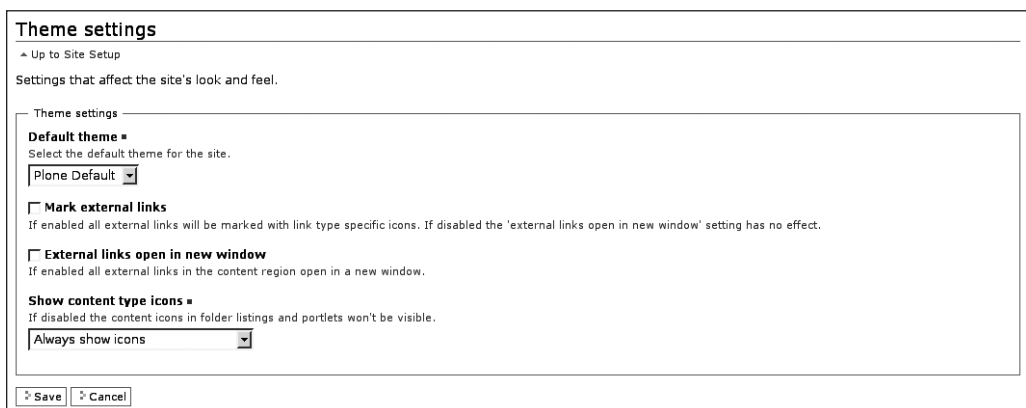 Theme settings
Up to Site Setup
Settings that affect the site's look and feel.
Theme settings
Default theme
Select the default theme for the site.
Plone Default
Mark external links
If enabled all external links will be marked with link type specific icons. If disabled the 'external links open in new window' setting has no effect.
External links open in new window
If enabled all external links in the content region open in a new window.
Show content type icons
If disabled the content icons in folder listings and portlets won't be visible.
Always show icons
Save Cancel